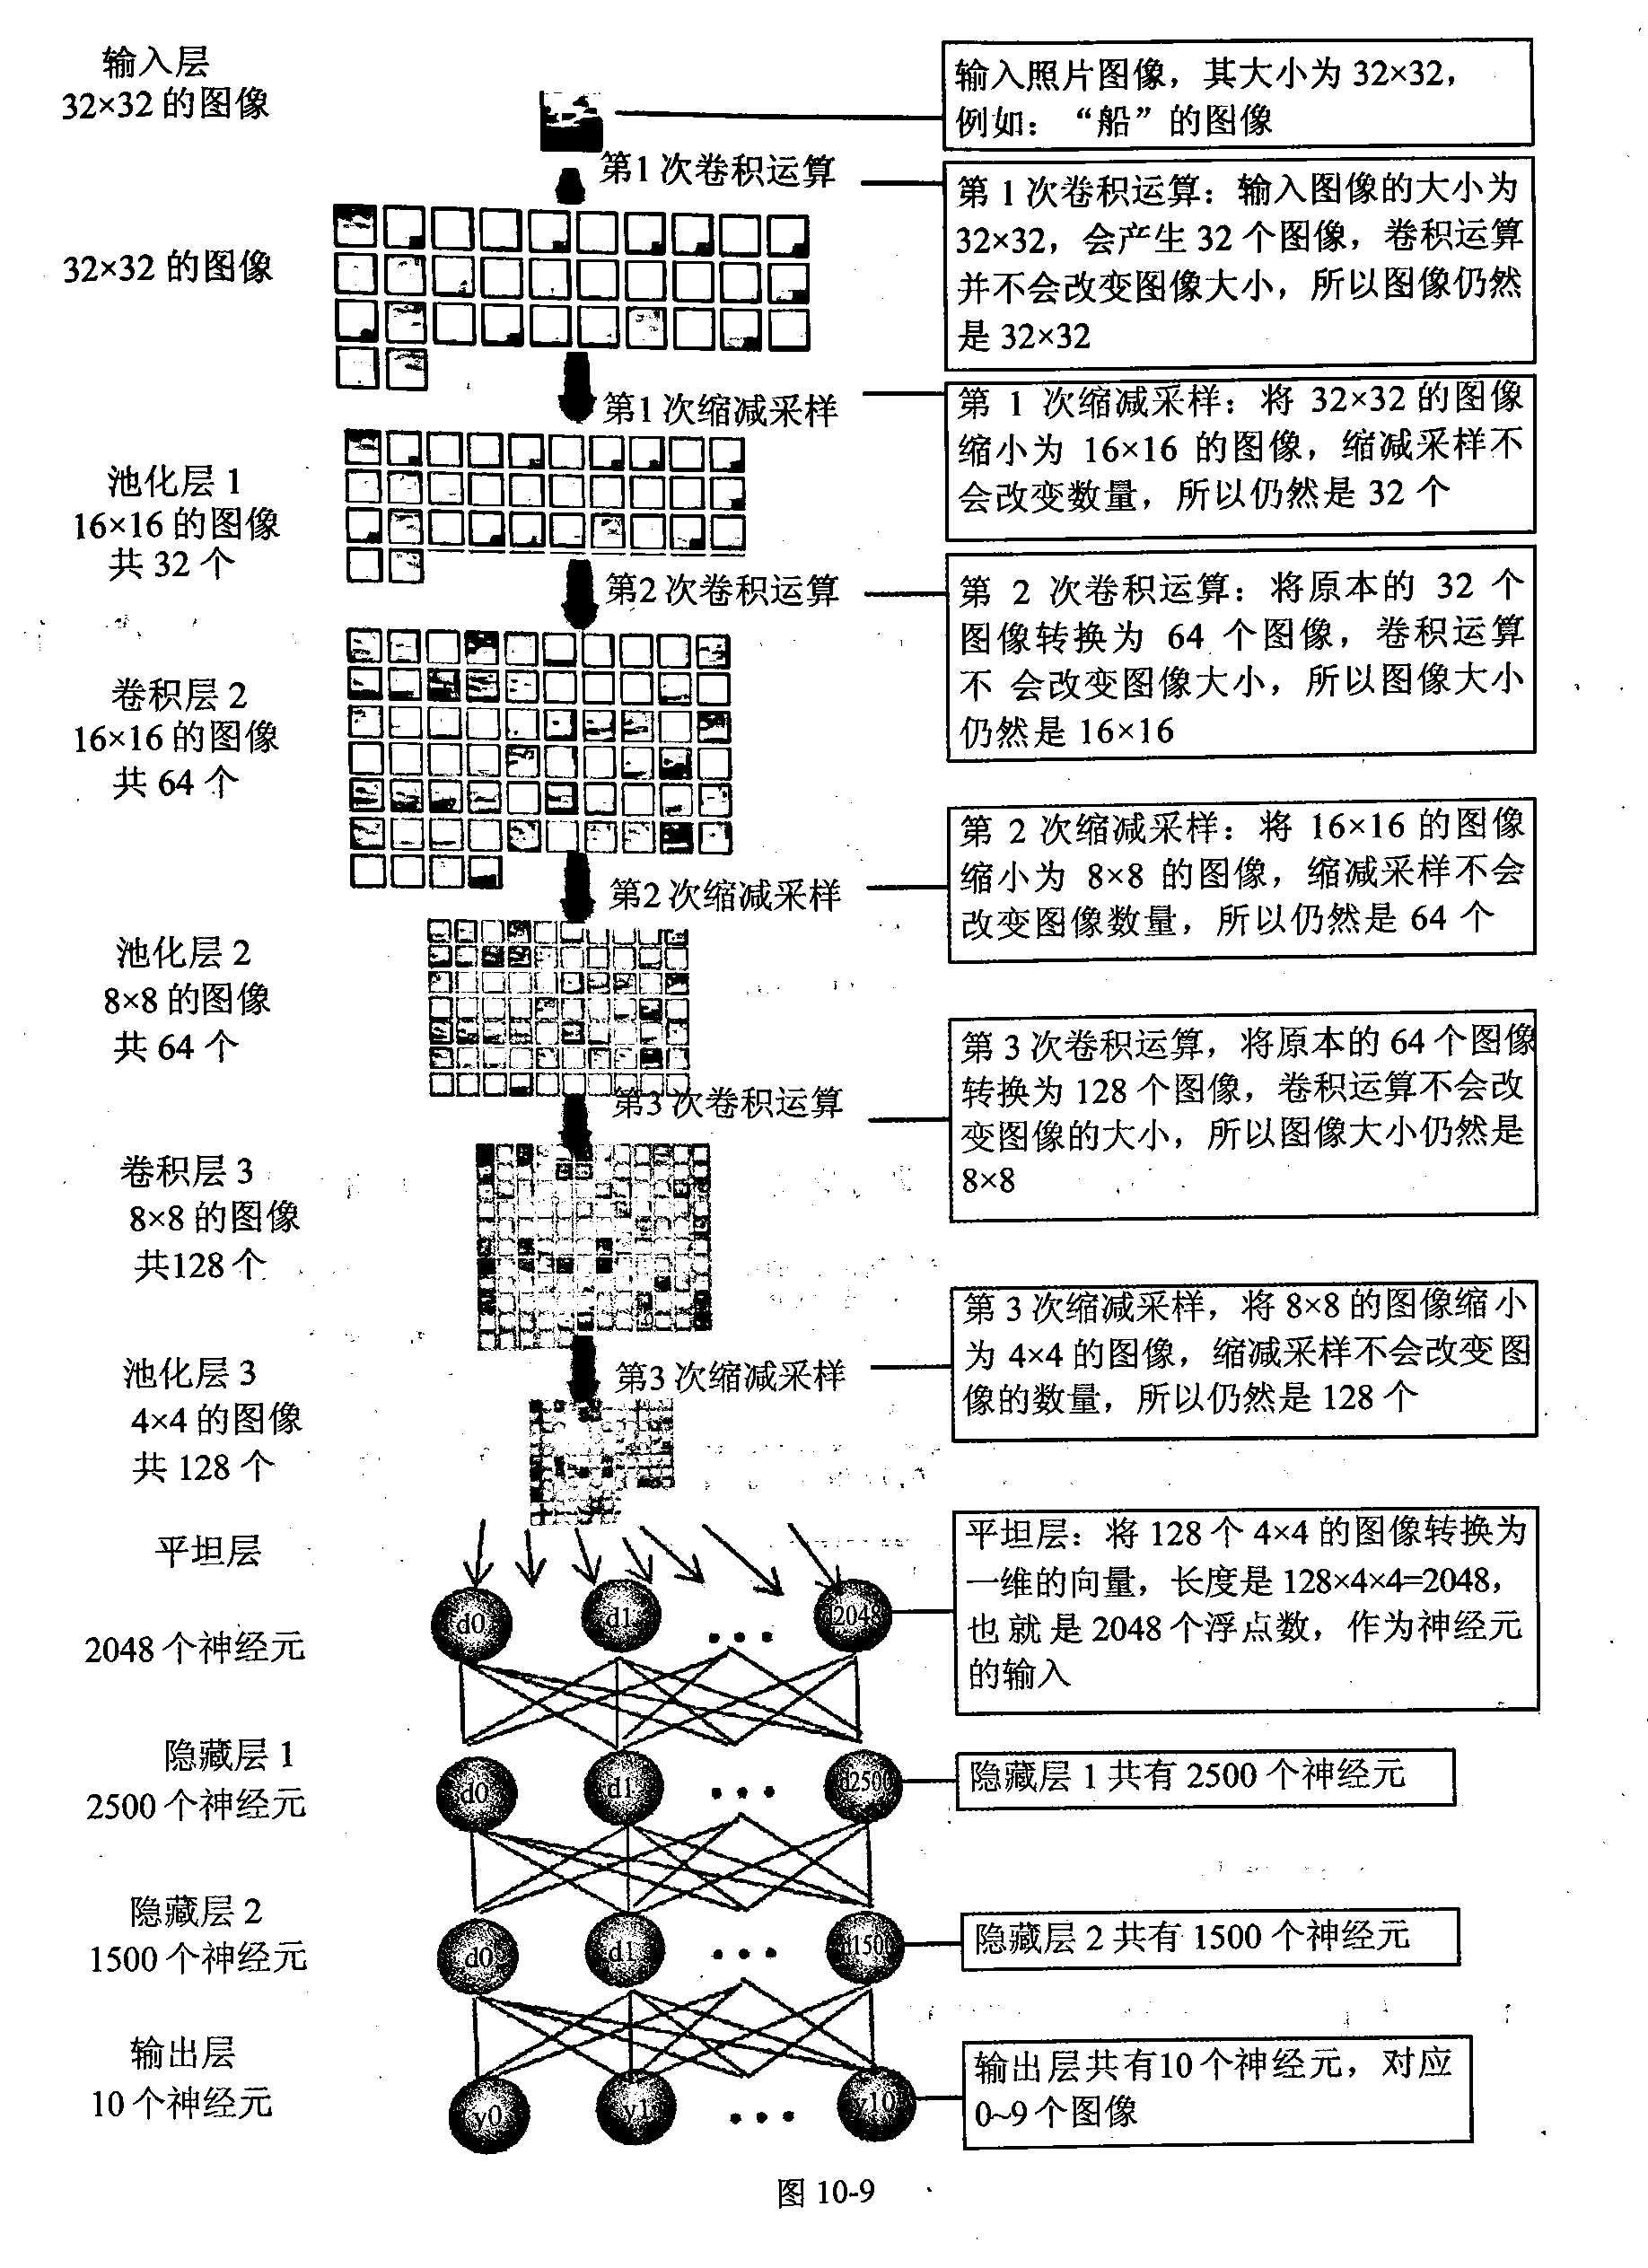 输入层
32×32 的图像
输入照片图像，其大小为 32×32，
例如：“船”的图像
第1 次卷积运算
第 1 次卷积运算：输入图像的大小为
32×32，会产生 32 个图像，卷积运算
并不会改变图像大小，所以图像仍然
是 32×32
32×32 的图像
第1 次缩减采样
第 1 次缩减采样：将 32×32 的图像
缩小为 16×16 的图像，缩减采样不
会改变数量，所以仍然是 32 个
池化层 1
16×16 的图像
共 32 个
第2 次卷积运算
第 2 次卷积运算：将原本的 32 个
图像转换为 64 个图像，卷积运算
不 会改变图像大小，所以图像大小
仍然是 16×16
卷积层 2
16×16 的图像
共 64 个
第2 次缩减采样
第 2 次缩减采样：将 16×16 的图像
缩小为 8×8 的图像，缩减采样不会
改变图像数量，所以仍然是 64 个
池化层 2
8×8 的图像
共 64 个
第3 次卷积运算
第 3 次卷积运算，将原本的 64 个图像
转换为 128 个图像，卷积运算不会改
变图像的大小，所以图像大小仍然是
8×8
卷积层 3
8×8 的图像
共128 个
第3 次缩减采样
第 3 次缩减采样，将 8×8 的图像缩 小
为 4×4 的图像，缩减采样不会改变 图
像的数量，所以仍然是 128 个
池化层 3
4×4 的图像
共 128 个
平坦层
2048 个神经元
d0 d1 ••• d2048
平坦层：将 128 个 4×4 的图像转换为
一维的向量，长度是 128×4×4=2048，
也 就 是 2048 个浮点数，作为神经元
的输入
隐藏层 1
2500 个神经元
d0 d1 ••• d2500
隐藏层 1 共有 2500 个神经元
隐藏层 2
1500 个神经元
d0 d1 ••• d1500
隐藏层 2 共有 1500 个神经元
输出层
10 个神经元
y0 y1 ••• y10
输出层共有10 个神经元，对应
0~9 个图像
图 10-9